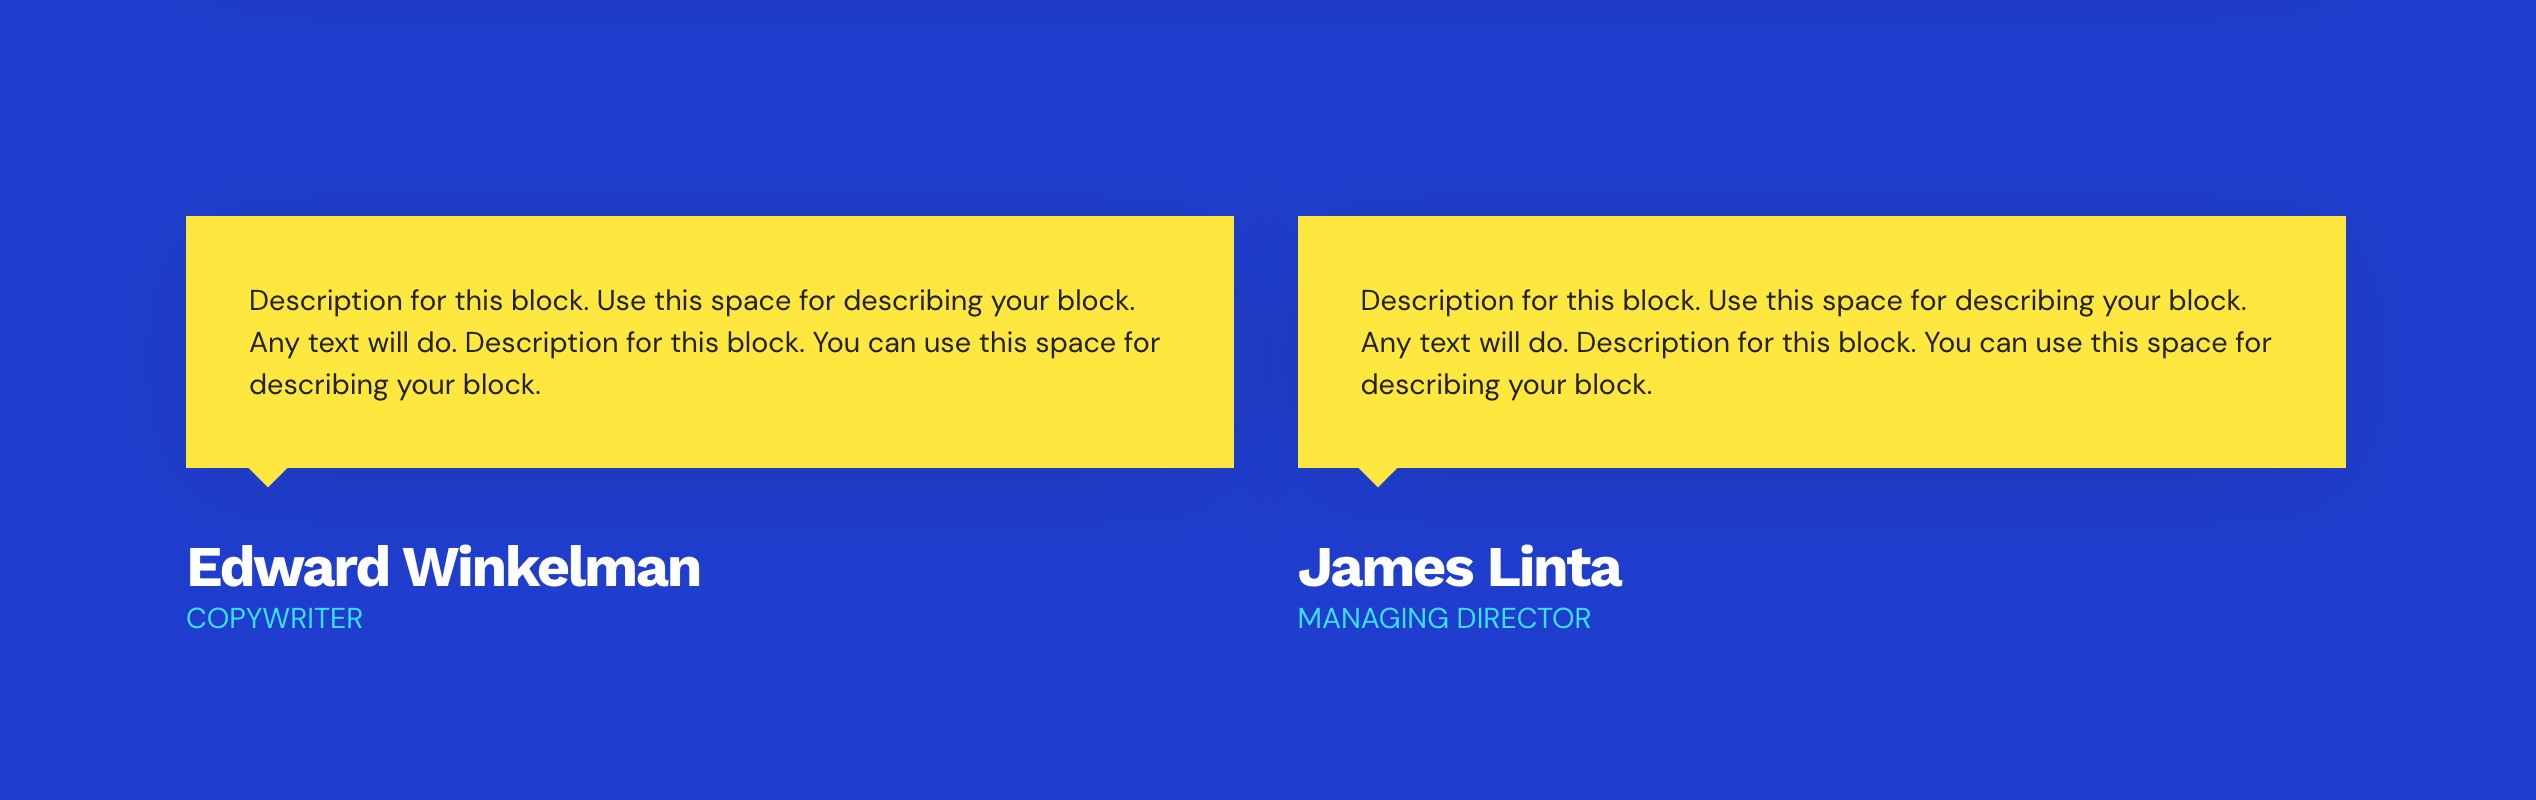 Description for this block. Use this space for describing your block.
Any text will do. Description for this block. You can use this space for
describing your block.
Edward Winkelman
COPYWRITER
Description for this block. Use this space for describing your block.
Any text will do. Description for this block. You can use this space for
describing your block.
James Linta
MANAGING DIRECTOR